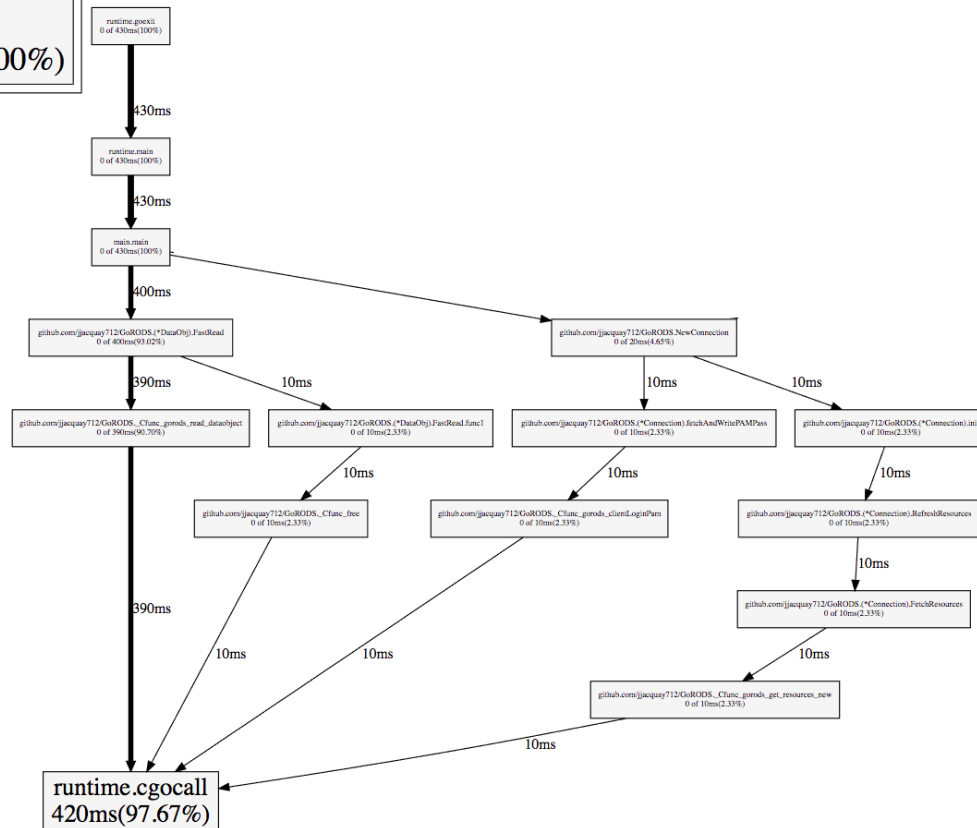 00%)
runtime.goexit
0 of 430ms(100%)
430ms
runtime.main
0 of 430ms(100%)
430ms
main.main
0 of 430ms(100%)
400ms
github.com/jjacquay712/GoRODS.(*DataObj).FastRead
0 of 400ms(93.02%)
github.com/jjacquay712/GoRODS.NewConnection
0 of 20ms(4.65%)
390ms
10ms
10ms
10ms
github.com/jjacquay712/GoRODS._Cfunc_gorods_read_dataobject
0 of 390ms(90.70%)
github.com/jjacquay712/GoRODS.(*DataObj).FastRead.func1
0 of 10ms(2.33%)
github.com/jjacquay712/GoRODS.(*Connection).fetchAndWritePAMPass
0 of 10ms(2.33%)
github.com/jjacquay712/GoRODS.(*Connection).ini
0 of 10ms(2.33%)
10ms
10ms
10ms
github.com/jjacquay712/GoRODS._Cfunc_free
0 of 10ms(2.33%)
github.com/jjacquay712/GoRODS._Cfunc_gorods_clientLoginPam
0 of 10ms(2.33%)
github.com/jjacquay712/GoRODS.(*Connection).RefreshResources
0 of 10ms(2.33%)
10ms
390ms
github.com/jjacquay712/GoRODS.(*Connection).FetchResources
0 of 10ms(2.33%)
10ms
10ms
10ms
github.com/jjacquay712/GoRODS._Cfunc_gorods_get_resources_new
0 of 10ms(2.33%)
10ms
runtime.cgocall
420ms(97.67%)